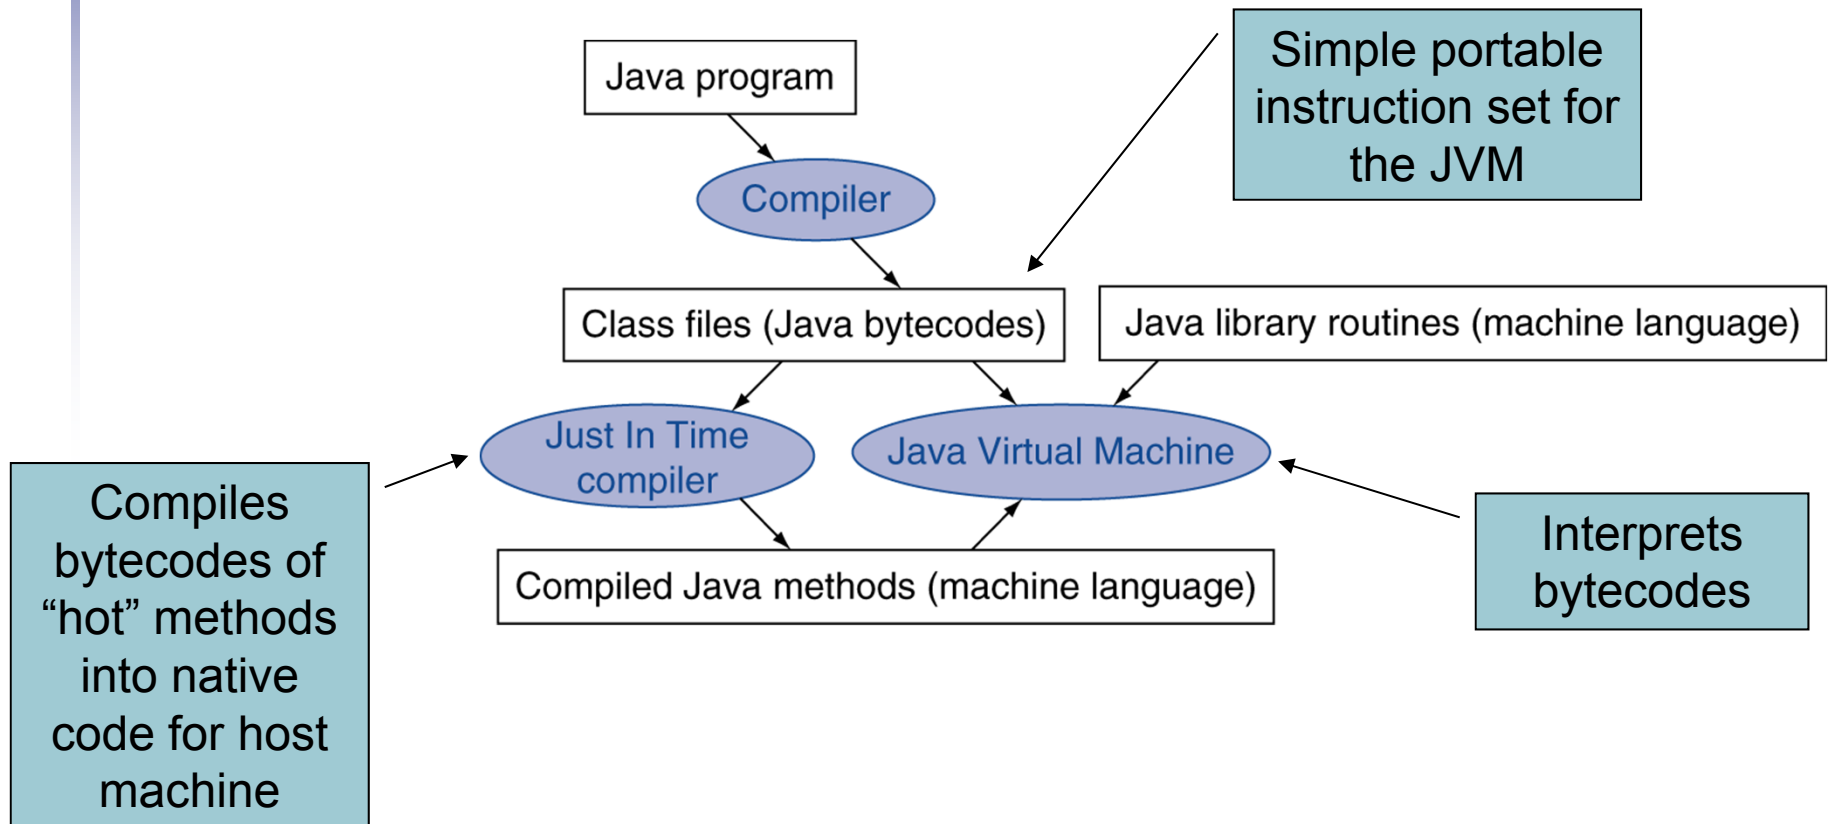 Java program
Simple portable
instruction set for
the JVM
Compiler
Class files (Java bytecodes)
Java library routines (machine language)
Just In Time
compiler
Java Virtual Machine
Compiles
bytecodes of
“hot” methods
into native
code for host
machine
Interprets
bytecodes
Compiled Java methods (machine language)